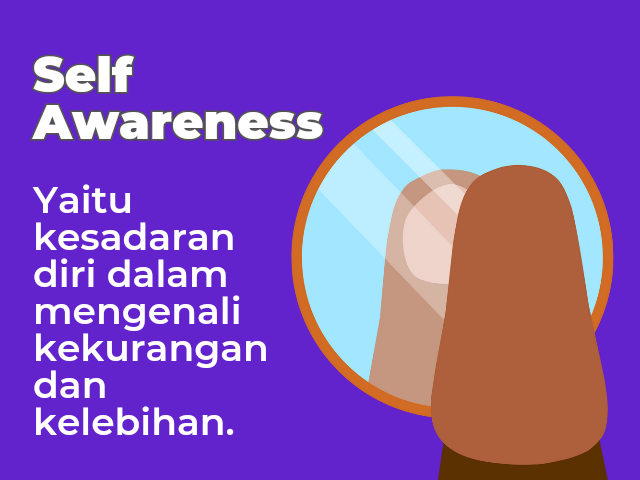 Self
Awareness
Yaitu
kesadaran
diri dalam
mengenali
kekurangan
dan
kelebihan.